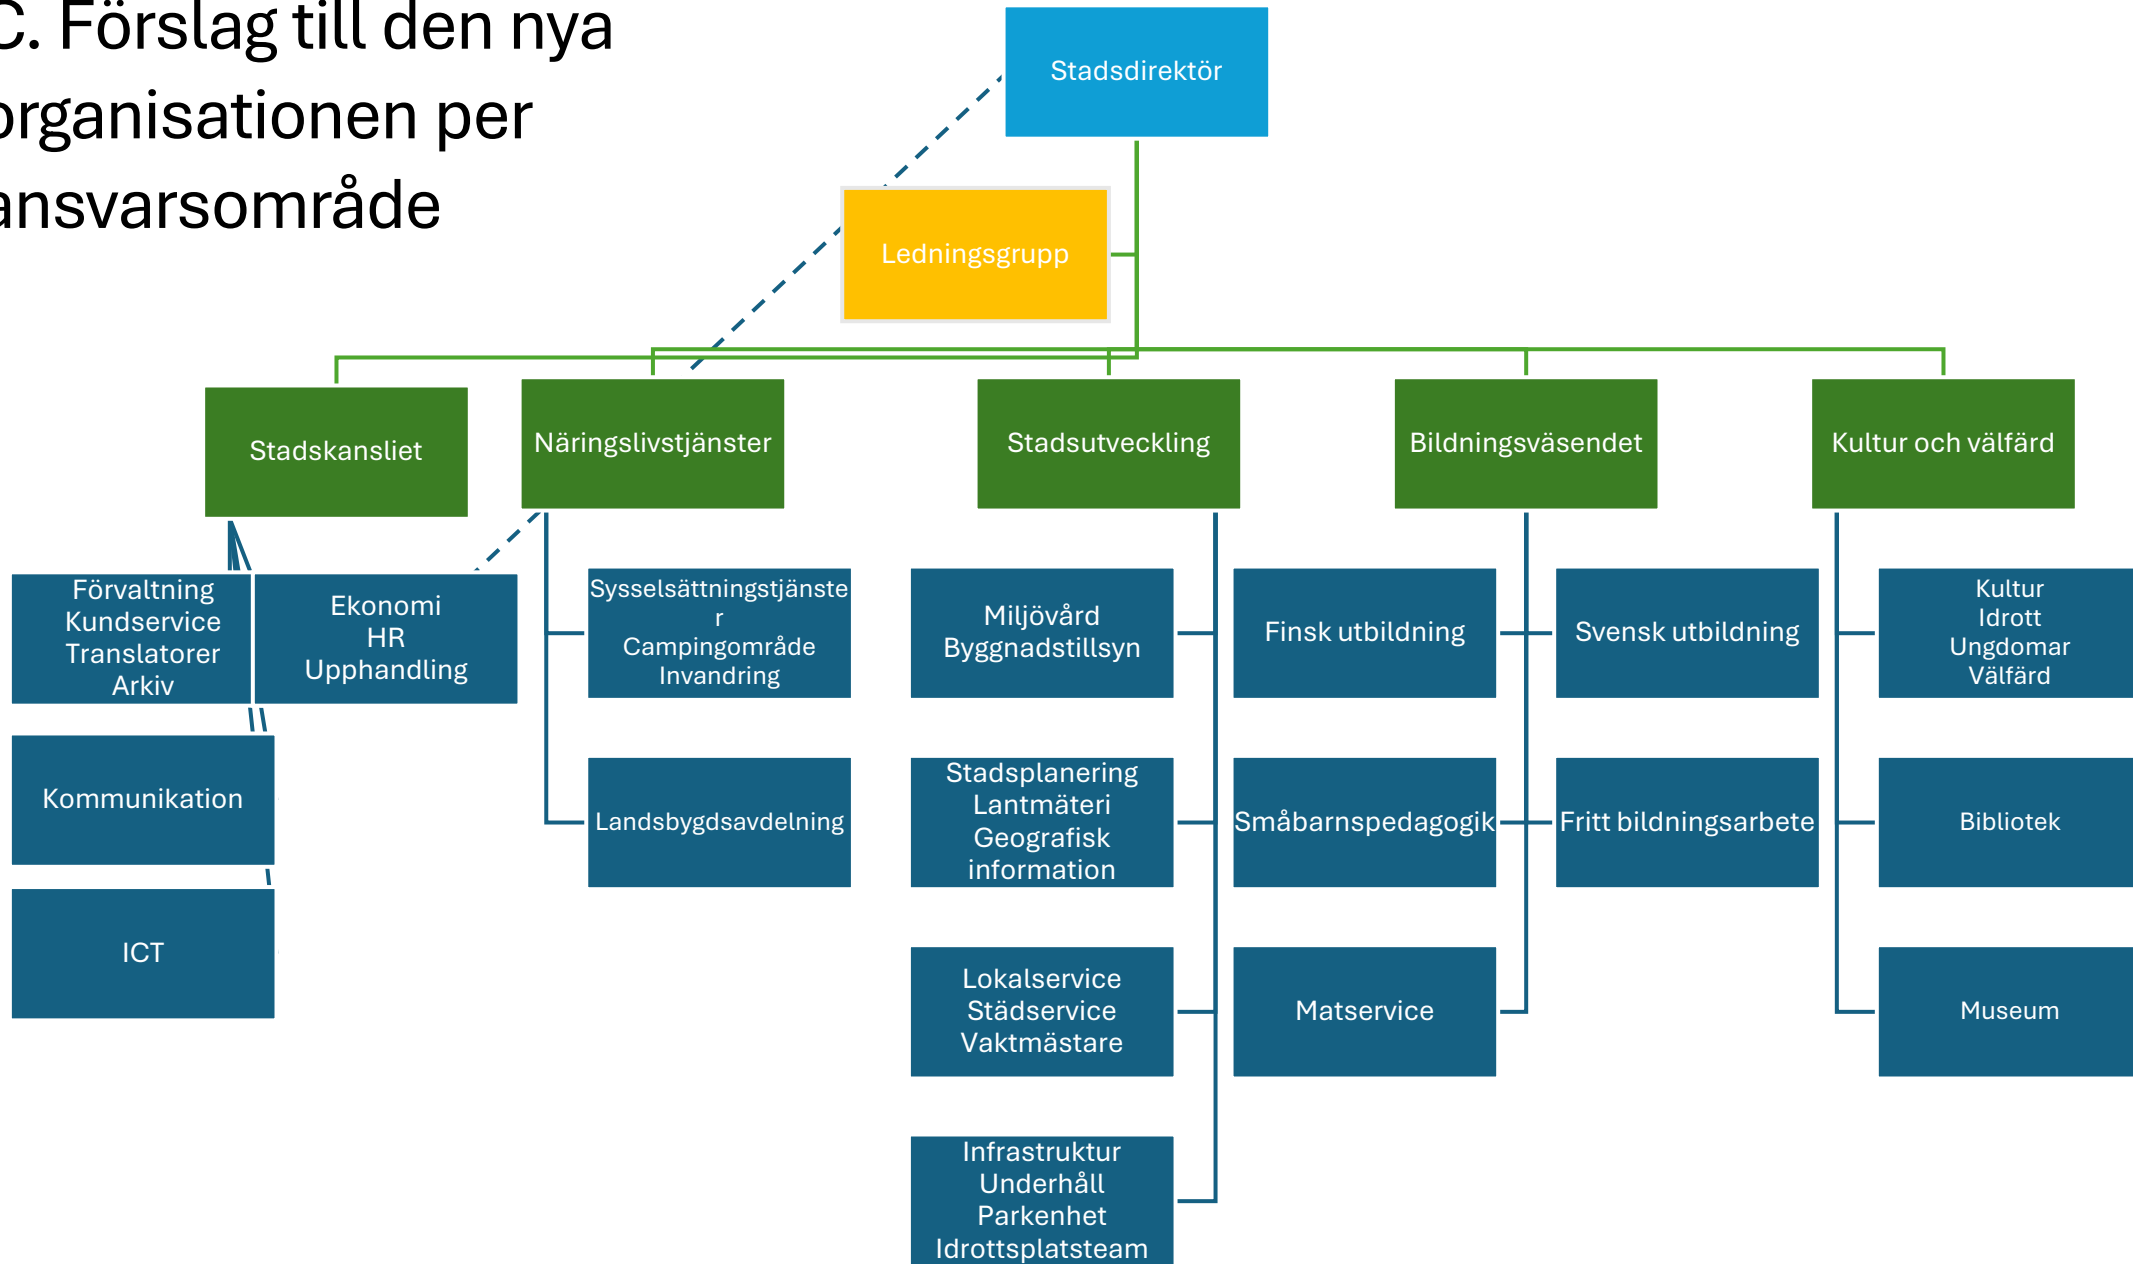 C. Förslag till den nya
organisationen per
ansvarsområde
Stadsdirektör
Ledningsgrupp
Stadskansliet
Näringslivstjänster
Stadsutveckling
Bildningsväsendet
Kultur och välfärd
Förvaltning
Kundservice
Translatorer
Arkiv
Ekonomi
HR
Upphandling
Kommunikation
ICT
Sysselsättningstjänste
r
Campingområde
Invandring
Landsbygdsavdelning
Miljövård
Byggnadstillsyn
Stadsplanering
Lantmäteri
Geografisk
information
Lokalservice
Städservice
Vaktmästare
Infrastruktur
Underhåll
Parkenhet
Idrottsplatsteam
Finsk utbildning
Svensk utbildning
Småbarnspedagogik
Fritt bildningsarbete
Matservice
Kultur
Idrott
Ungdomar
Välfärd
Bibliotek
Museum